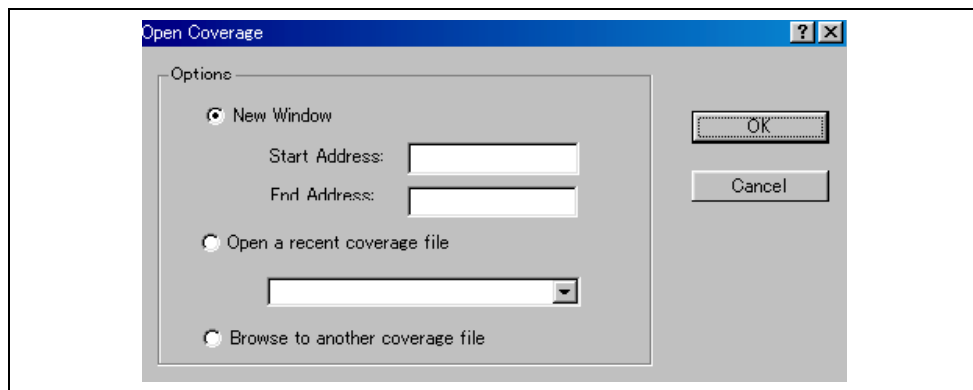 Open Coverage
Options
New Window
Start Address:
End Address:
Open a recent coverage file
Browse to another coverage file
OK
Cancel